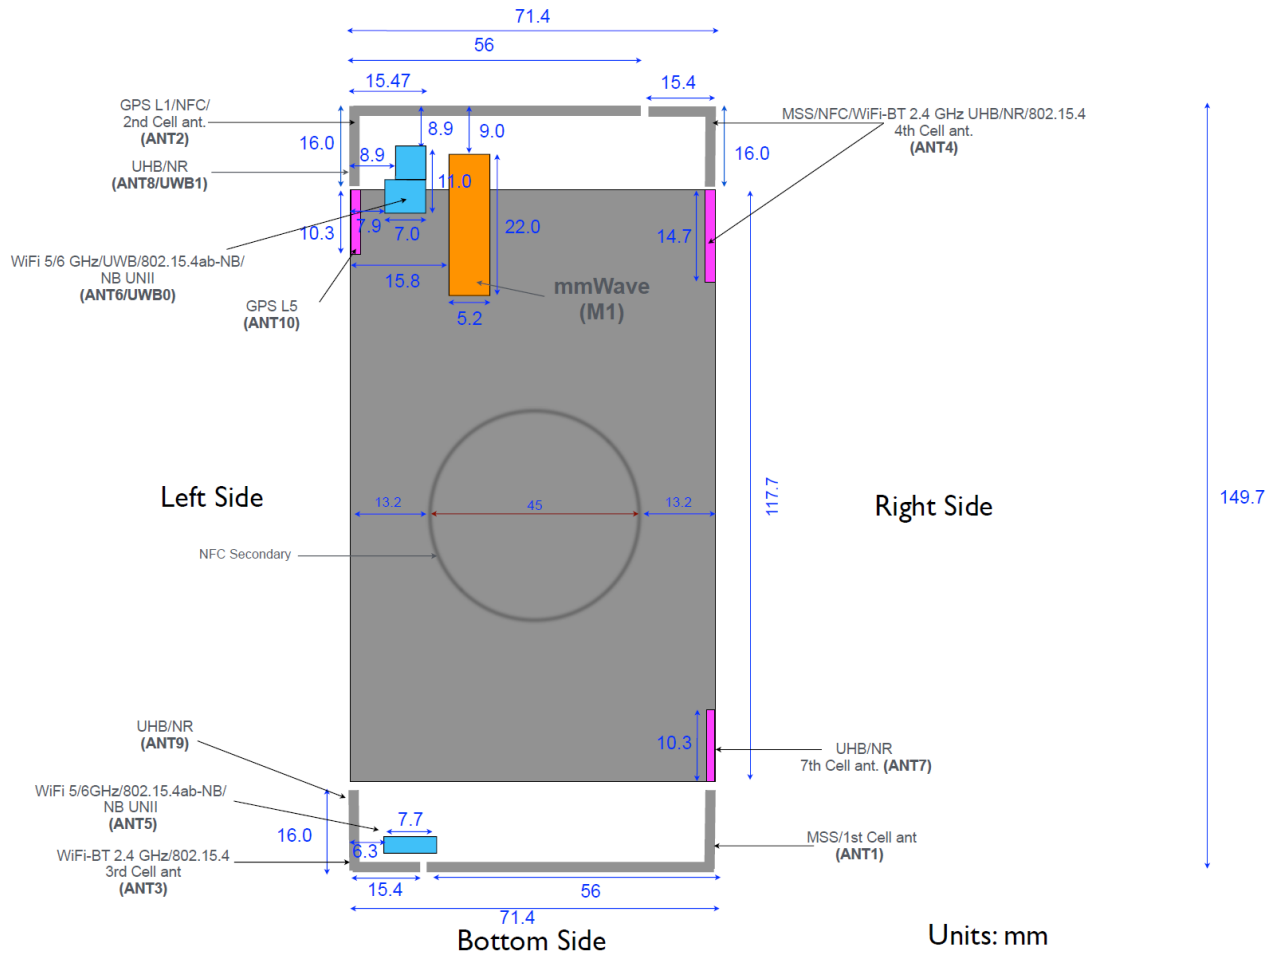 71.4
56
15.47
15.4
GPS L1/NFC/
2nd Cell ant.
(ANT2)
MSS/NFC/WiFi-BT 2.4 GHz UHB/NR/802.15.4
4th Cell ant.
(ANT4)
16.0
8.9
9.0
16.0
UHB/NR
(ANT8/UWB1)
8.9
11.0
10.3
7.9
7.0
22.0
14.7
WiFi 5/6 GHz/UWB/802.15.4ab-NB/
NB UNII
(ANT6/UWB0)
15.8
GPS L5
(ANT10)
5.2
mmWave
(M1)
Left Side
13.2
45
13.2
117.7
Right Side
149.7
NFC Secondary
UHB/NR
(ANT9)
10.3
UHB/NR
7th Cell ant. (ANT7)
WiFi 5/6GHz/802.15.4ab-NB/
NB UNII
(ANT5)
7.7
16.0
6.3
MSS/1st Cell ant
(ANT1)
WiFi-BT 2.4 GHz/802.15.4
3rd Cell ant
(ANT3)
15.4
56
71.4
Bottom Side
Units: mm